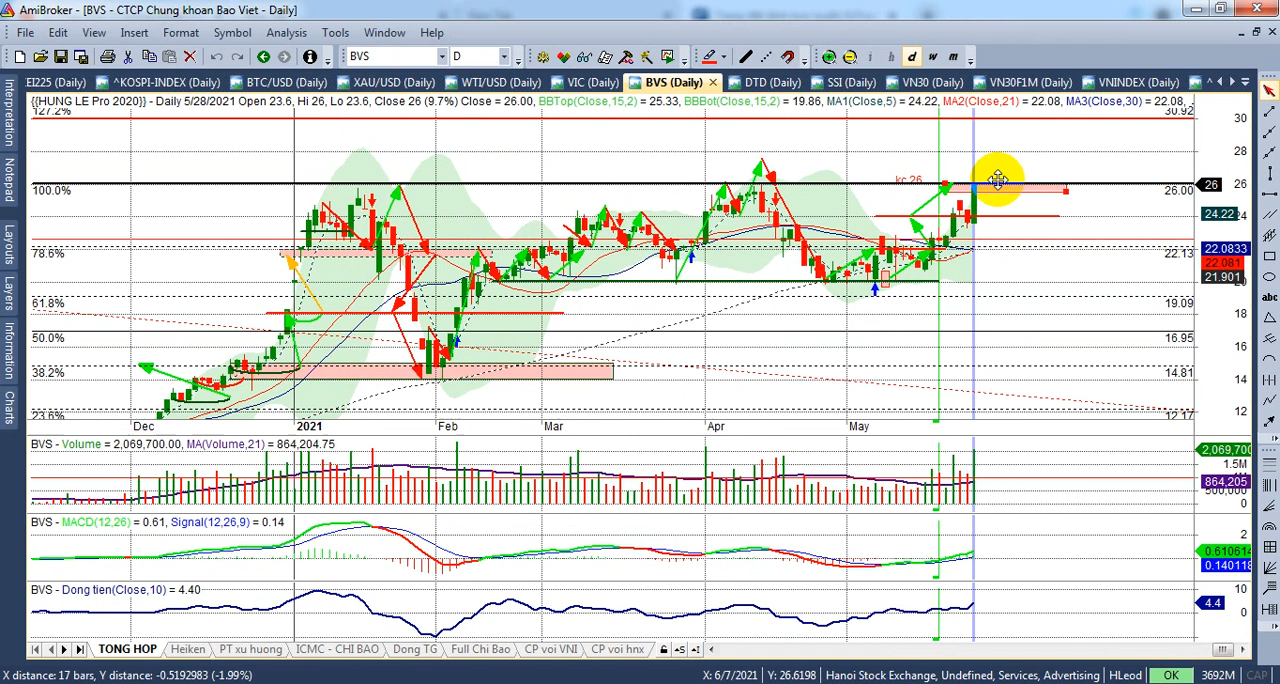 AmiBroker - [BVS - CTCP Chung khoan Bao Viet - Daily]
File Edit View Insert Format Symbol Analysis Tools Window Help
BVS D i h d w m
EI225 (Daily) ^KOSPI-INDEX (Daily) BTC/USD (Daily) XAU/USD (Daily) WTI/USD (Daily) VIC (Daily) BVS (Daily) DTD (Daily) SSI (Daily) VN30 (Daily) VN30F1M (Daily) VNINDEX (Daily)
{{HUNG LE Pro 2020}} - Daily 5/28/2021 Open 23.6, Hi 26, Lo 23.6, Close 26 (9.7%) Close = 26.00, BBTop(Close,15,2) = 25.33, BBBot(Close,15,2) = 19.86, MA1(Close,5) = 24.22, MA2(Close,21) = 22.08, MA3(Close,30) = 22.08,
127.2% 30.92
30
28
kc 26
26
100.0% 26.00
24.22 24
22.0833
78.6% 22.13
22.081
21.901
20
61.8% 19.09
18
50.0% 16.95
16
38.2% 14.81
14
23.6% 12.17
12
Dec 2021 Feb Mar Apr May
BVS - Volume = 2,069,700.00, MA(Volume,21) = 864,204.75
2,069,700
1.5M
864,205
500,000
BVS - MACD(12,26) = 0.61, Signal(12,26,9) = 0.14
2
0.610614
0.140118
BVS - Dong tien(Close,10) = 4.40
10
4.4
0
TONG HOP Heiken PT xu huong ICMC - CHI BAO Dong TG Full Chi Bao CP voi VNI CP voi hnx
X distance: 17 bars, Y distance: -0.5192983 (-1.99%) X: 6/7/2021 Y: 26.6198 Hanoi Stock Exchange, Undefined, Services, Advertising HLeod OK 3692M CAP
Interpretation
Notepad
Layouts
Layers
Information
Charts
abc